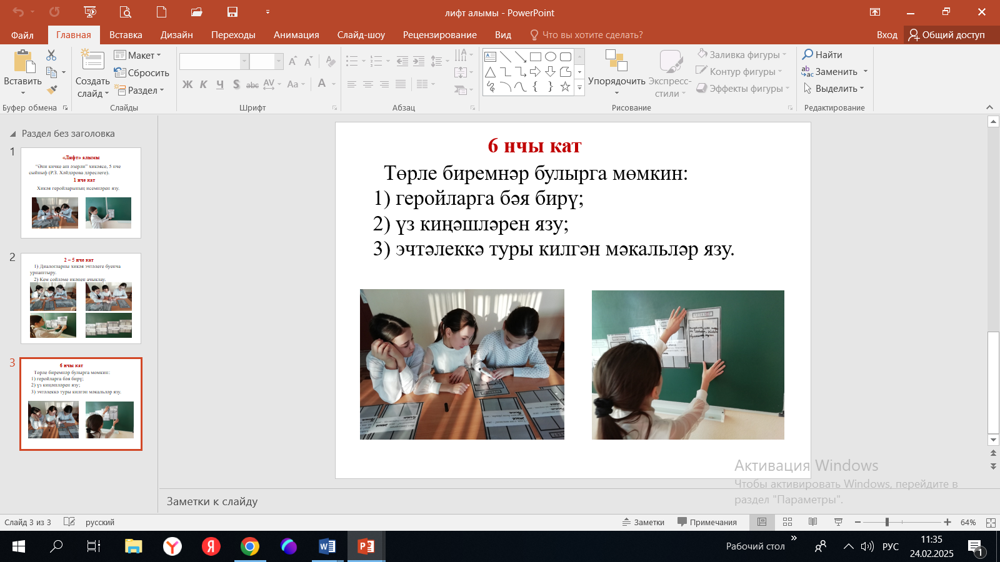 лифт алымы - PowerPoint
Файл
Главная
Вставка
Дизайн
Переходы
Анимация
Слайд-шоу
Рецензирование
Вид
Что вы хотите сделать?
Вход
Общий доступ
Вставить
Буфер обмена
Создать слайд
Макет
Сбросить
Раздел
Слайды
Ж К Ч S abc AV Aa A
Шрифт
Абзац
Упорядочить
Экспресс-стили
Заливка фигуры
Контур фигуры
Эффекты фигуры
Рисование
Найти
Заменить
Выделить
Редактирование
Раздел без заголовка
1
«Лифт» алымы
"Әни кичке аш әзерли" хикәясе, 5 нче
сыйныф (Р.З. Хәйдәрова дәреслеге).
1 нче кат
Хикәя геройларының исемнәрен язу.
2
2 – 5 нче кат
1) Диалогларны хикәя эчтәлеге буенча
урнаштыру.
2) Кем сөйләме икәнен ачыклау.
3
6 нчы кат
Төрле биремнәр булырга мөмкин:
1) геройларга бәя бирү;
2) үз киңәшләрен язу;
3) эчтәлеккә туры килгән мәкальләр язу.
6 нчы кат
Төрле биремнәр булырга мөмкин:
1) геройларга бәя бирү;
2) үз киңәшләрен язу;
3) эчтәлеккә туры килгән мәкальләр язу.
Активация Windows
Чтобы активировать Windows, перейдите в
раздел "Параметры".
Заметки к слайду
Слайд 3 из 3
русский
Заметки
Примечания
64%
Рабочий стол
РУС
11:35
24.02.2025
1